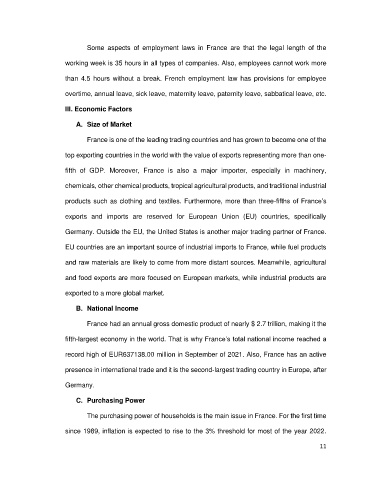 Some aspects of employment laws in France are that the legal length of the
working week is 35 hours in all types of companies. Also, employees cannot work more
than 4.5 hours without a break. French employment law has provisions for employee
overtime, annual leave, sick leave, maternity leave, paternity leave, sabbatical leave, etc.
III. Economic Factors
A. Size of Market
France is one of the leading trading countries and has grown to become one of the
top exporting countries in the world with the value of exports representing more than one-
fifth of GDP. Moreover, France is also a major importer, especially in machinery,
chemicals, other chemical products, tropical agricultural products, and traditional industrial
products such as clothing and textiles. Furthermore, more than three-fifths of France's
exports and imports are reserved for European Union (EU) countries, specifically
Germany. Outside the EU, the United States is another major trading partner of France.
EU countries are an important source of industrial imports to France, while fuel products
and raw materials are likely to come from more distant sources. Meanwhile, agricultural
and food exports are more focused on European markets, while industrial products are
exported to a more global market.
B. National Income
France had an annual gross domestic product of nearly $ 2.7 trillion, making it the
fifth-largest economy in the world. That is why France's total national income reached a
record high of EUR637138.00 million in September of 2021. Also, France has an active
presence in international trade and it is the second-largest trading country in Europe, after
Germany.
C. Purchasing Power
The purchasing power of households is the main issue in France. For the first time
since 1989, inflation is expected to rise to the 3% threshold for most of the year 2022.
11